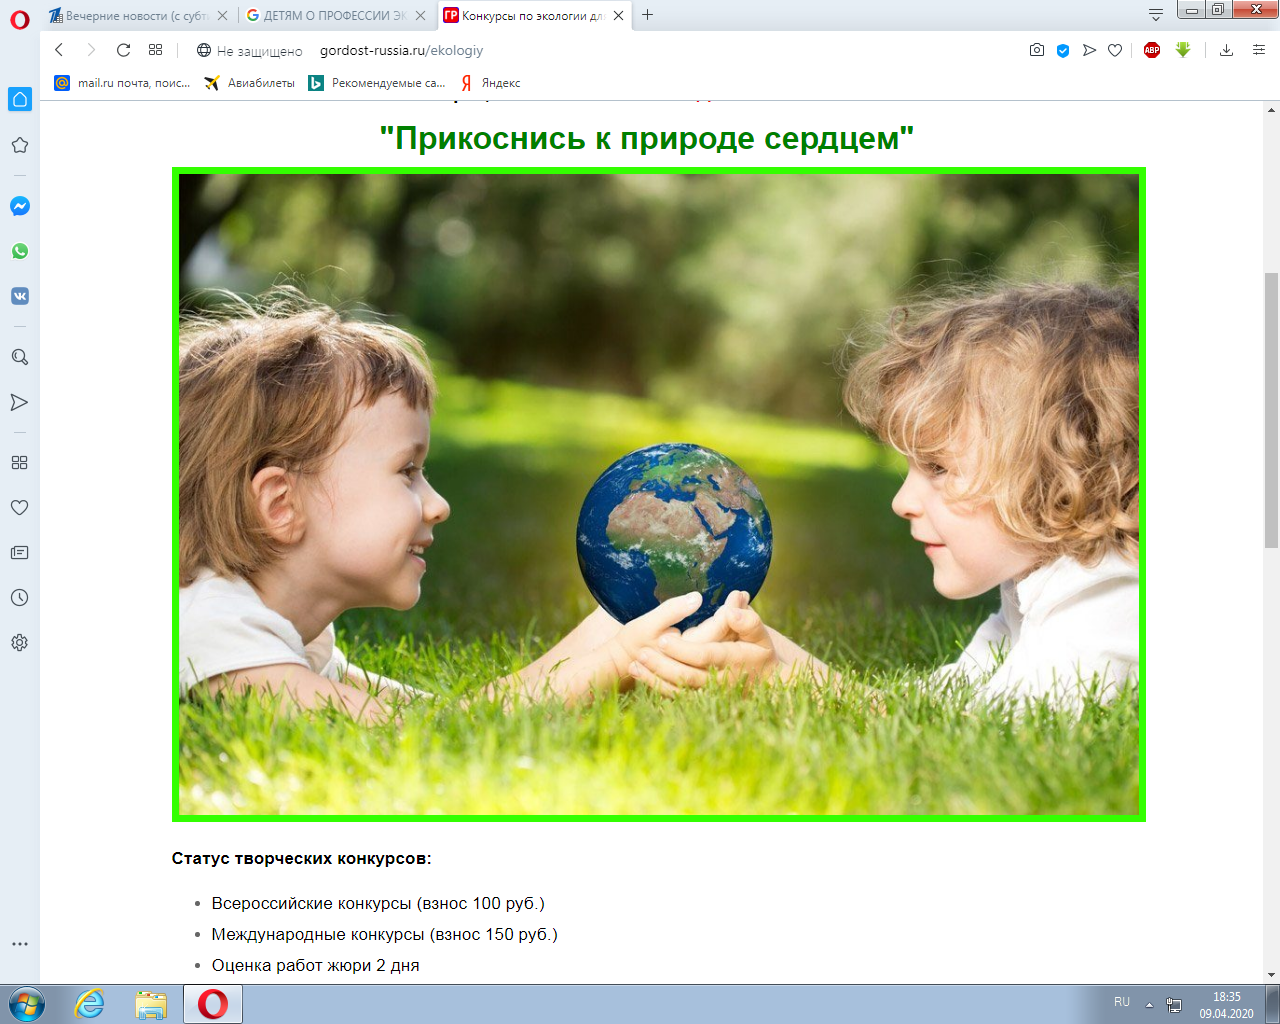 Вечерние новости (с субт
ДЕТЯМ О ПРОФЕССИИ ЭК
ГР Конкурсы по экологии дл
Не защищено gordost-russia.ru/ekologiy
ABP
mail.ru почта, поис...
Авиабилеты
Рекомендуемые са...
Яндекс
"Прикоснись к природе сердцем"
Статус творческих конкурсов:
Всероссийские конкурсы (взнос 100 руб.)
Международные конкурсы (взнос 150 руб.)
Оценка работ жюри 2 дня
RU
18:35
09.04.2020